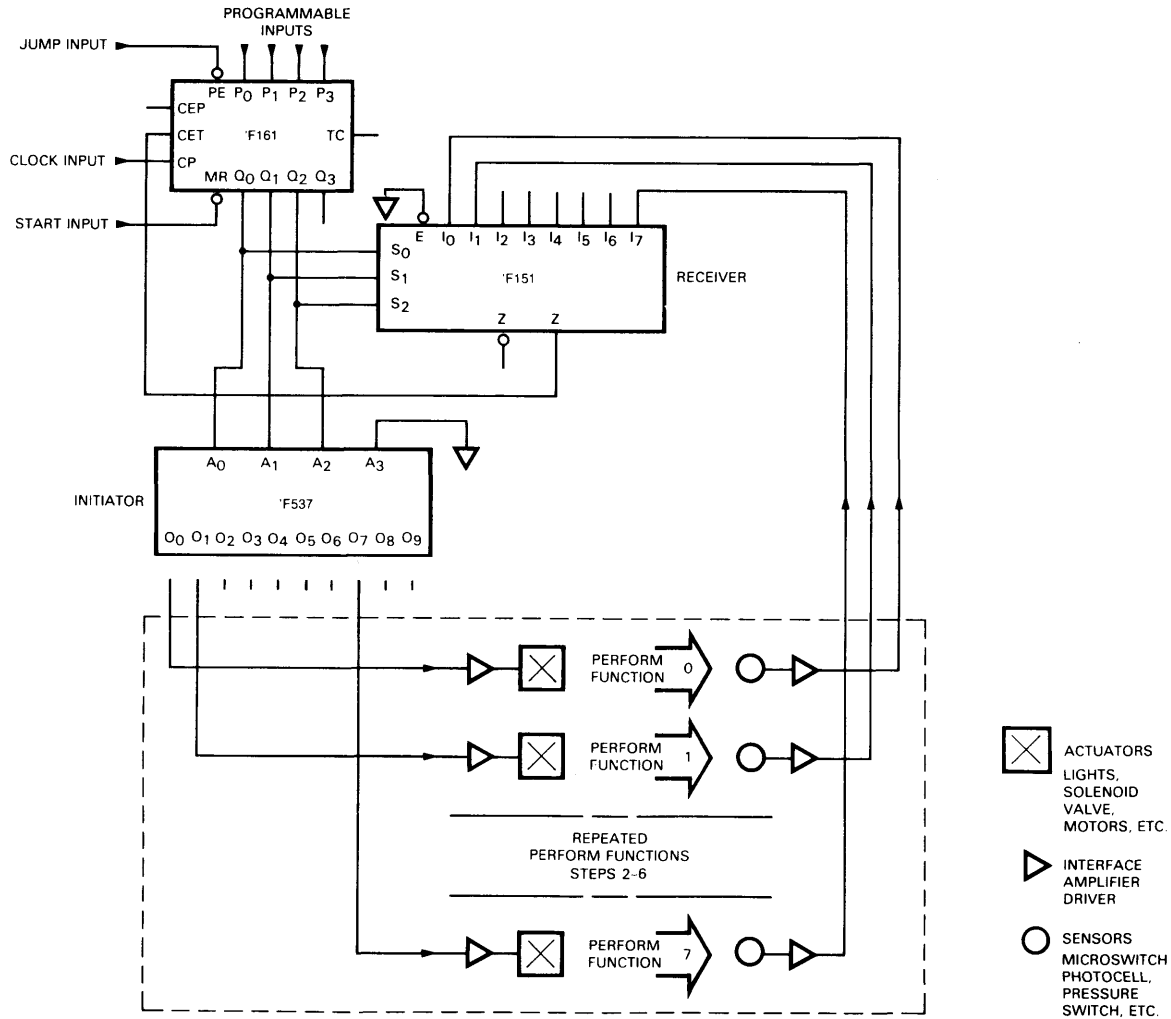 PROGRAMMABLE
INPUTS
JUMP INPUT
PE P0 P1 P2 P3
CEP
CET 'F161 TC
CLOCK INPUT
CP
MR Q0 Q1 Q2 Q3
START INPUT
E I0 I1 I2 I3 I4 I5 I6 I7
S0
S1 'F151 RECEIVER
S2
Z Z
A0 A1 A2 A3
INITIATOR
'F537
O0 O1 O2 O3 O4 O5 O6 O7 O8 O9
PERFORM
FUNCTION 0
PERFORM
FUNCTION 1
REPEATED
PERFORM FUNCTIONS
STEPS 2-6
PERFORM
FUNCTION 7
ACTUATORS
LIGHTS,
SOLENOID
VALVE,
MOTORS, ETC.
INTERFACE
AMPLIFIER
DRIVER
SENSORS
MICROSWITCH
PHOTOCELL,
PRESSURE
SWITCH, ETC.